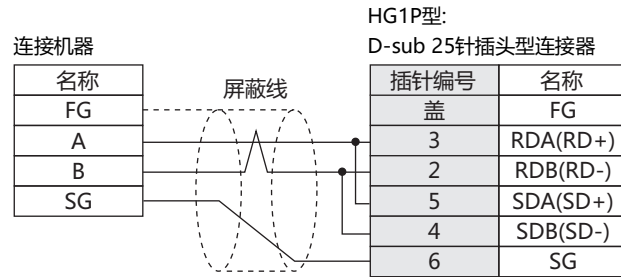 HG1P型:
连接机器
D-sub 25针插头型连接器
名称
屏蔽线
插针编号
名称
FG
盖
FG
A
3
RDA(RD+)
B
2
RDB(RD-)
SG
5
SDA(SD+)
4
SDB(SD-)
6
SG